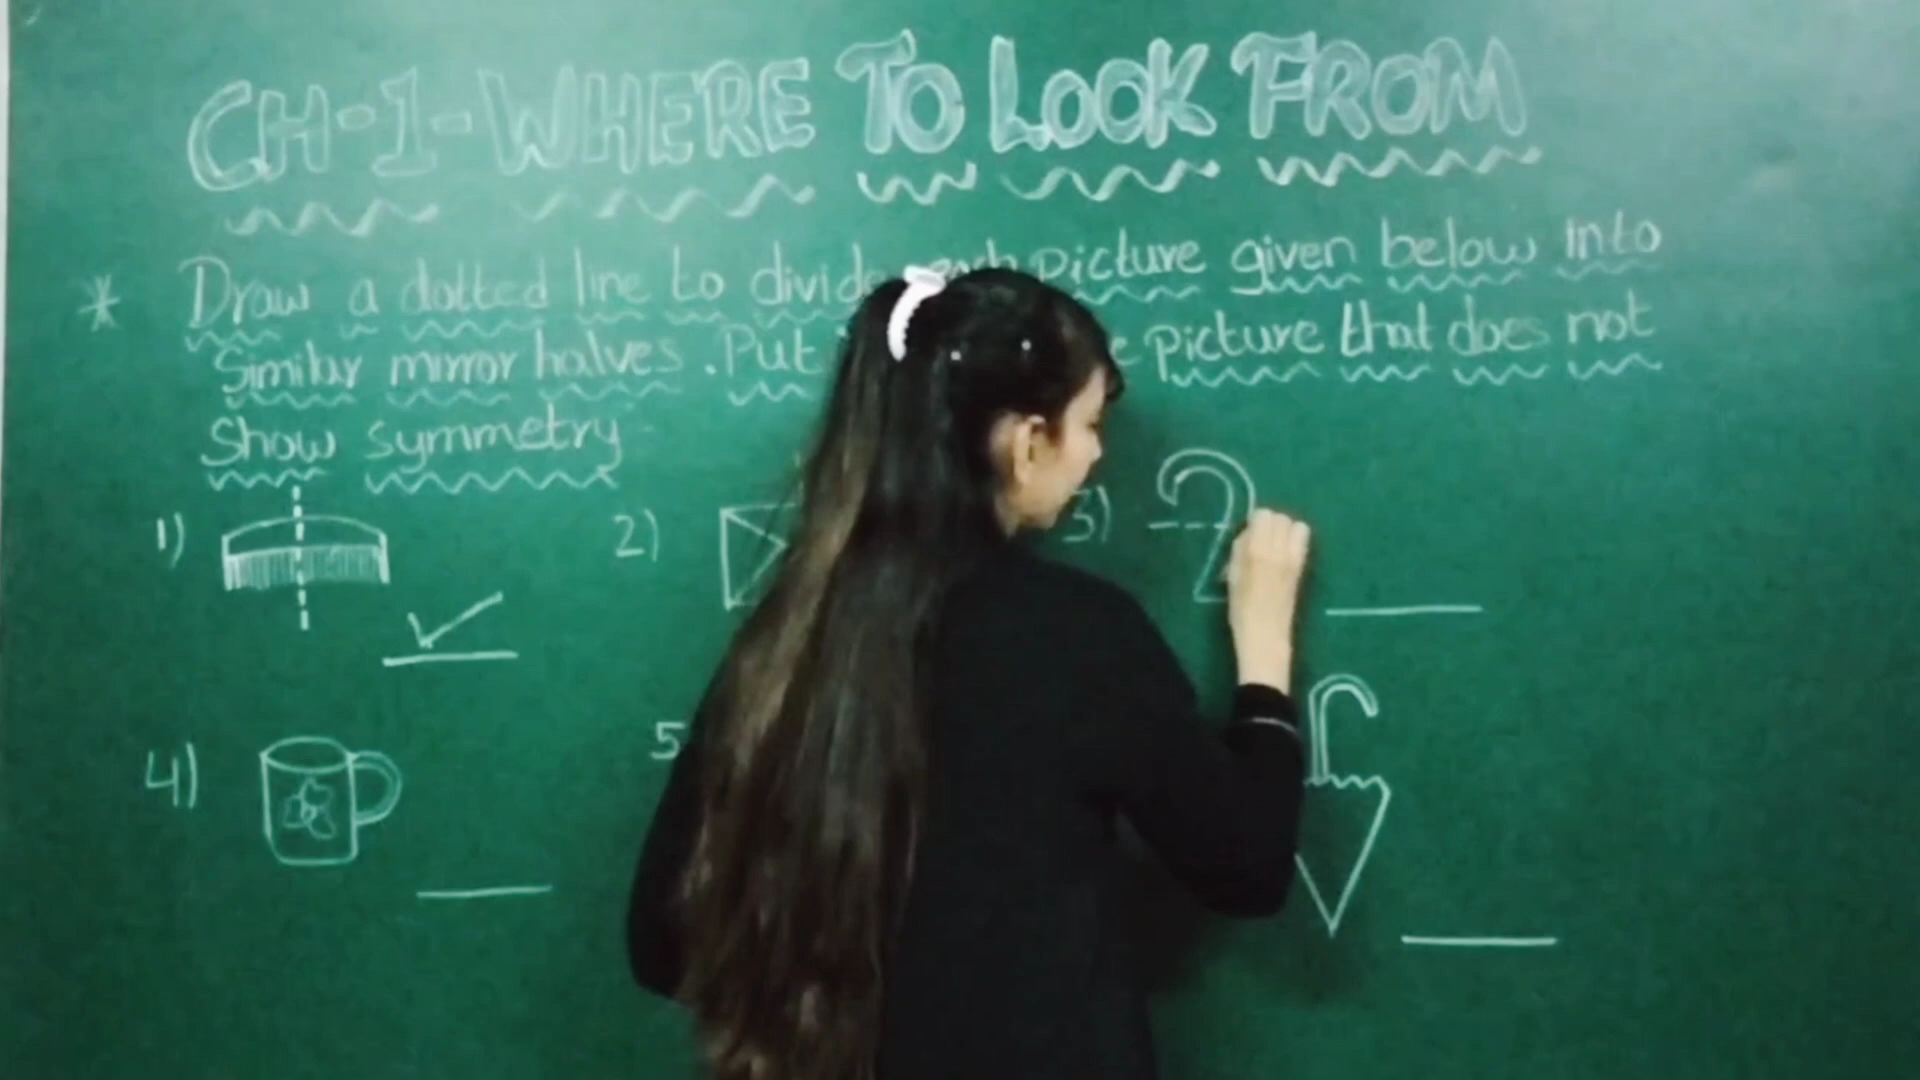 CH-1-WHERE TO LOOK FROM
* Draw a dotted line to picture given below into
Similar mirror halves. Put picture that does not
Show symmetry
1) 2) 3)
4) 5